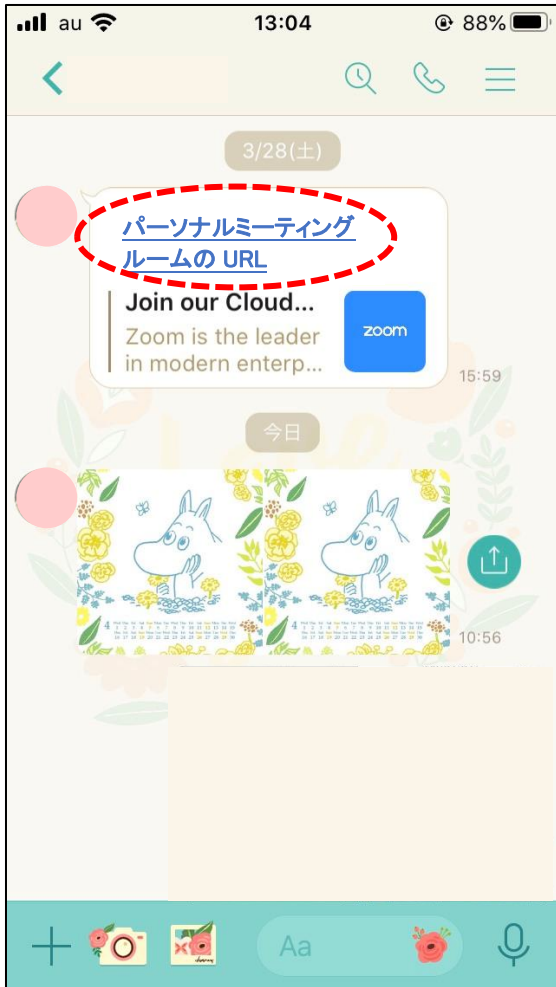 au 13:04 88%
3/28(土)
パーソナルミーティング
ルームの URL
Join our Cloud...
Zoom is the leader
in modern enterp...
zoom
15:59
今日
4
4
10:56
Aa